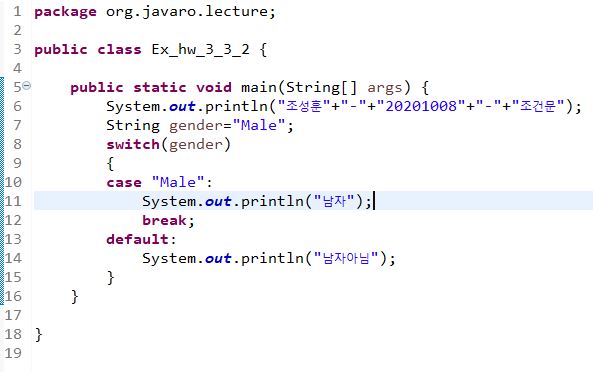 1 package org.javaro.lecture;
2
3 public class Ex_hw_3_3_2 {
4
5 public static void main(String[] args) {
6 System.out.println("조성훈"+"-"+"20201008"+"-"+"조건문");
7 String gender="Male";
8 switch(gender)
9 {
10 case "Male":
11 System.out.println("남자");
12 break;
13 default:
14 System.out.println("남자아님");
15 }
16 }
17
18 }
19